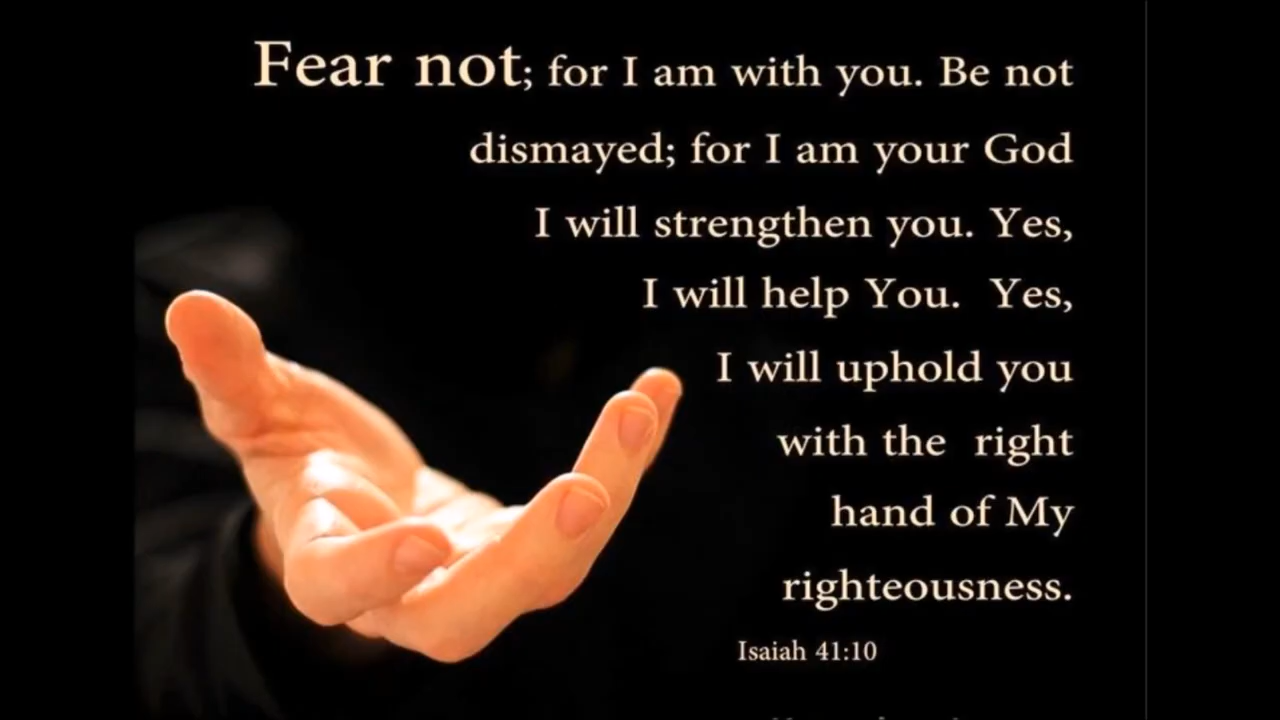 Fear not; for I am with you. Be not
dismayed; for I am your God
I will strengthen you. Yes,
I will help You. Yes,
I will uphold you
with the right
hand of My
righteousness.
Isaiah 41:10